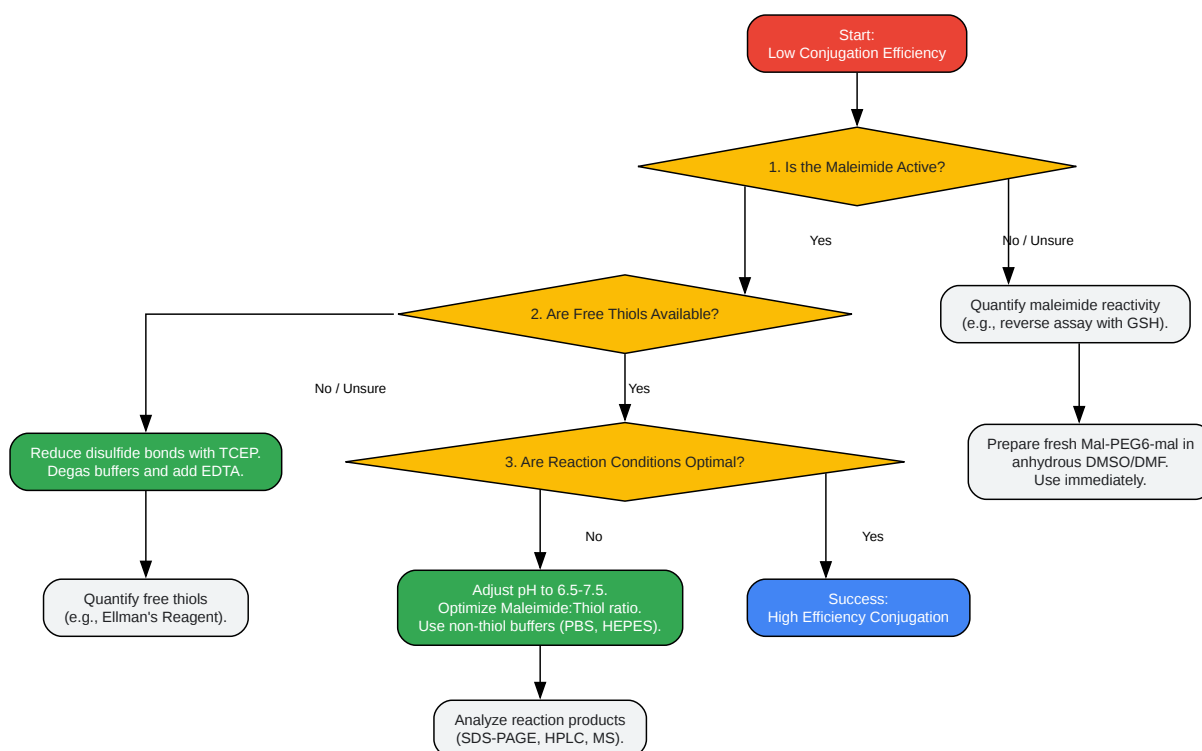 Start:
Low Conjugation Efficiency
1. Is the Maleimide Active?
Yes
No / Unsure
2. Are Free Thiols Available?
Quantify maleimide reactivity
(e.g., reverse assay with GSH).
No / Unsure
Yes
Reduce disulfide bonds with TCEP.
Degas buffers and add EDTA.
3. Are Reaction Conditions Optimal?
Prepare fresh Mal-PEG6-mal in
anhydrous DMSO/DMF.
Use immediately.
No
Yes
Quantify free thiols
(e.g., Ellman's Reagent).
Adjust pH to 6.5-7.5.
Optimize Maleimide:Thiol ratio.
Use non-thiol buffers (PBS, HEPES).
Success:
High Efficiency Conjugation
Analyze reaction products
(SDS-PAGE, HPLC, MS).